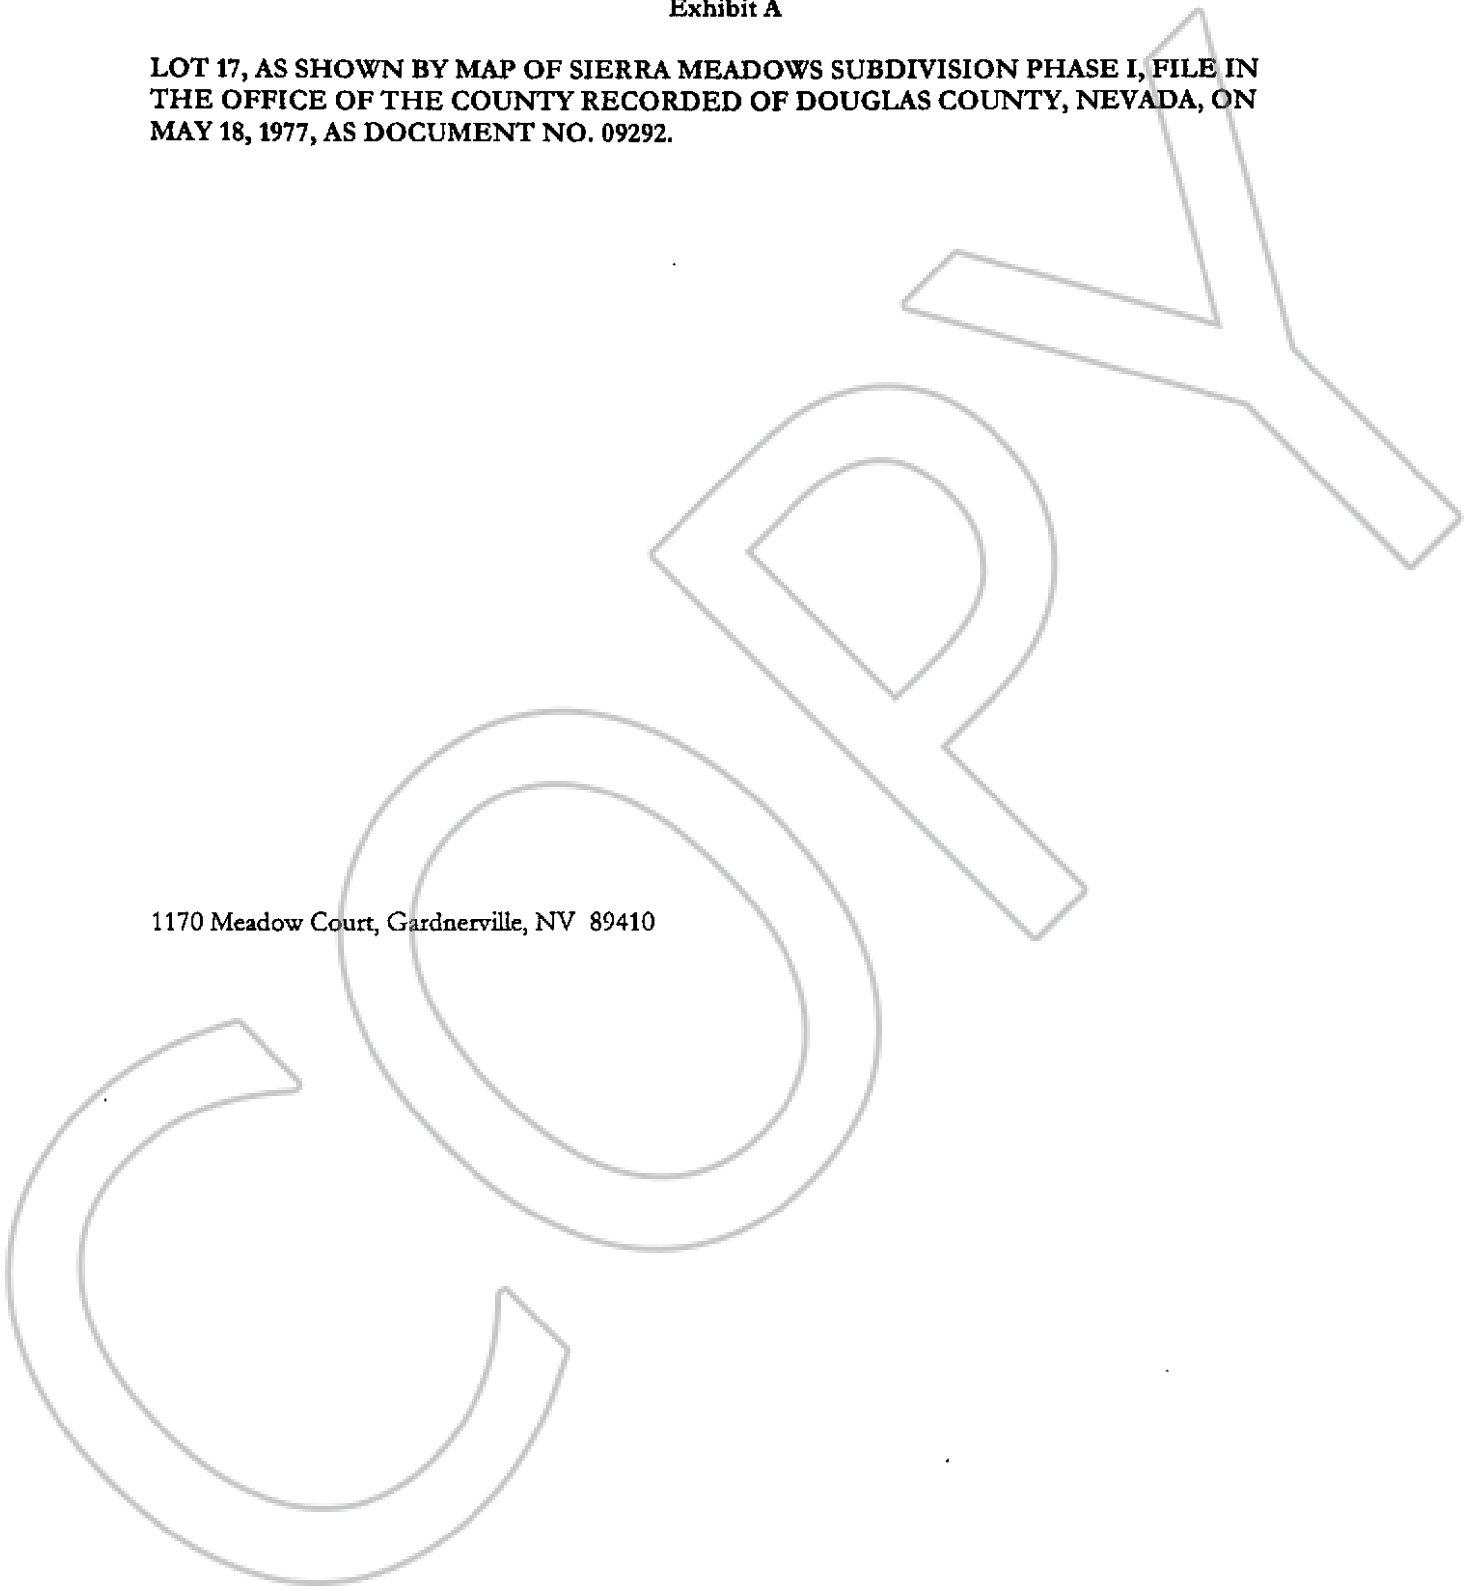 Exhibit A
LOT 17, AS SHOWN BY MAP OF SIERRA MEADOWS SUBDIVISION PHASE I, FILE IN
THE OFFICE OF THE COUNTY RECORDED OF DOUGLAS COUNTY, NEVADA, ON
MAY 18, 1977, AS DOCUMENT NO. 09292.
1170 Meadow Court, Gardnerville, NV 89410
COPY